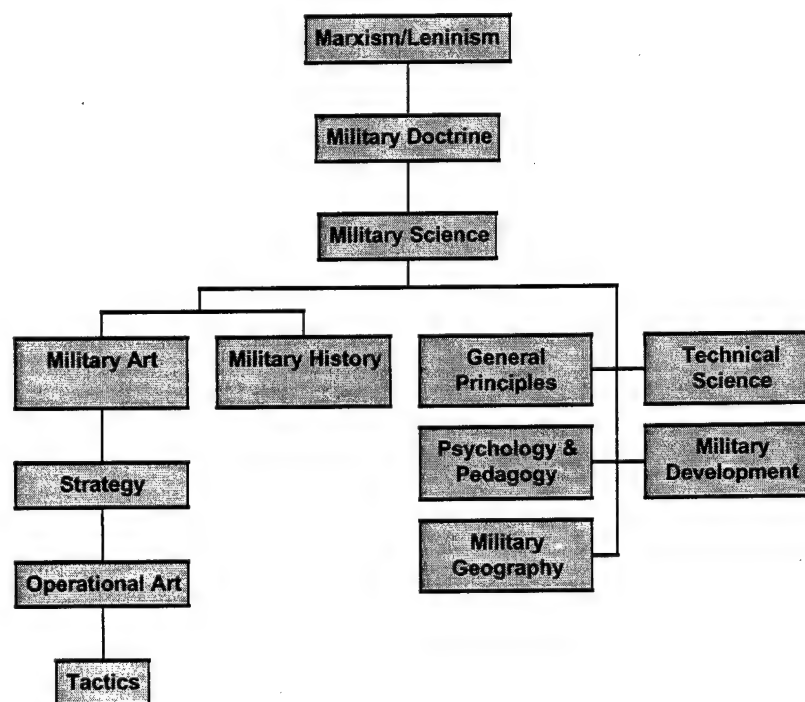 Marxism/Leninism
Military Doctrine
Military Science
Military Art
Military History
General
Principles
Technical
Science
Strategy
Psychology &
Pedagogy
Military
Development
Operational Art
Military
Geography
Tactics